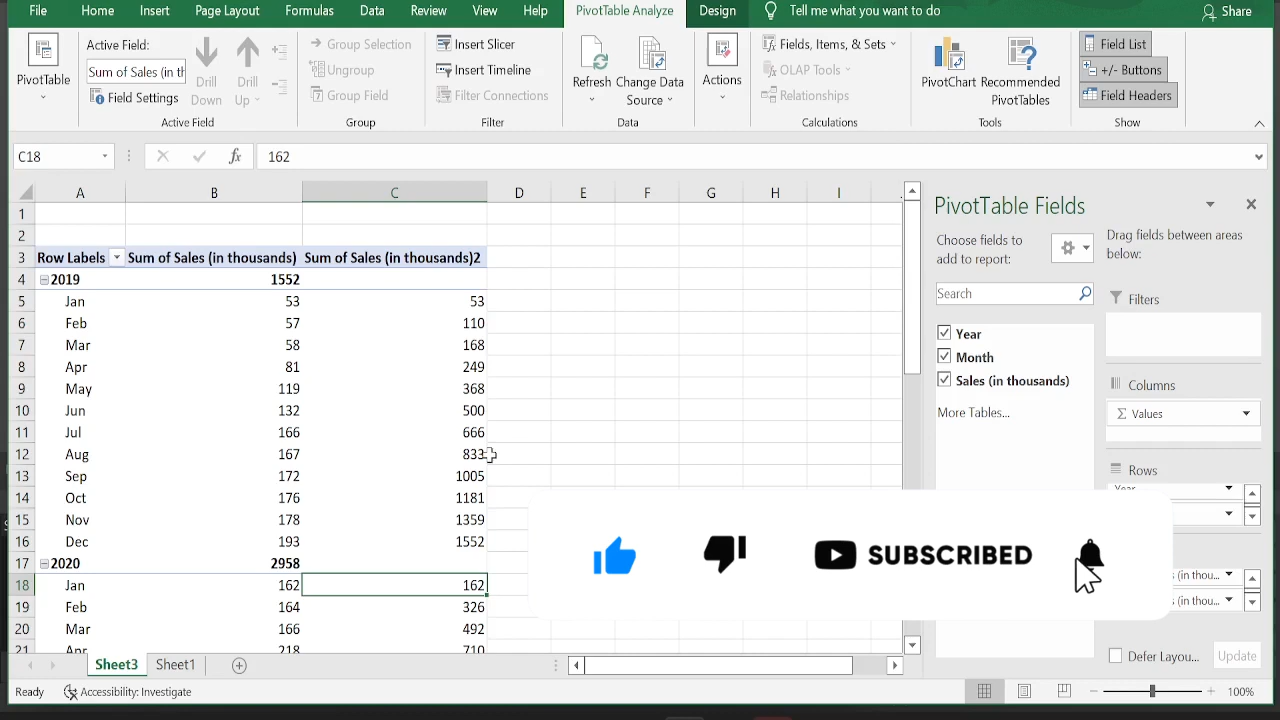 File Home Insert Page Layout Formulas Data Review View Help PivotTable Analyze Design Tell me what you want to do Share
PivotTable
Active Field:
Sum of Sales (in th
Field Settings
Drill Down
Drill Up
Active Field
Group Selection
Ungroup
Group Field
Group
Insert Slicer
Insert Timeline
Filter Connections
Filter
Refresh
Change Data Source
Data
Actions
Fields, Items, & Sets
OLAP Tools
Relationships
Calculations
PivotChart
Recommended PivotTables
Tools
Field List
+/- Buttons
Field Headers
Show
C18 fx 162
A B C D E F G H I
1
2
3 Row Labels Sum of Sales (in thousands) Sum of Sales (in thousands)2
4 2019 1552
5 Jan 53 53
6 Feb 57 110
7 Mar 58 168
8 Apr 81 249
9 May 119 368
10 Jun 132 500
11 Jul 166 666
12 Aug 167 833
13 Sep 172 1005
14 Oct 176 1181
15 Nov 178 1359
16 Dec 193 1552
17 2020 2958
18 Jan 162 162
19 Feb 164 326
20 Mar 166 492
21 Apr 218 710
PivotTable Fields
Choose fields to add to report:
Search
Year
Month
Sales (in thousands)
More Tables...
Drag fields between areas below:
Filters
Columns
Σ Values
Rows
Year
s (in thou...
s (in thou...
SUBSCRIBED
Defer Layou... Update
Sheet3 Sheet1
Ready Accessibility: Investigate 100%